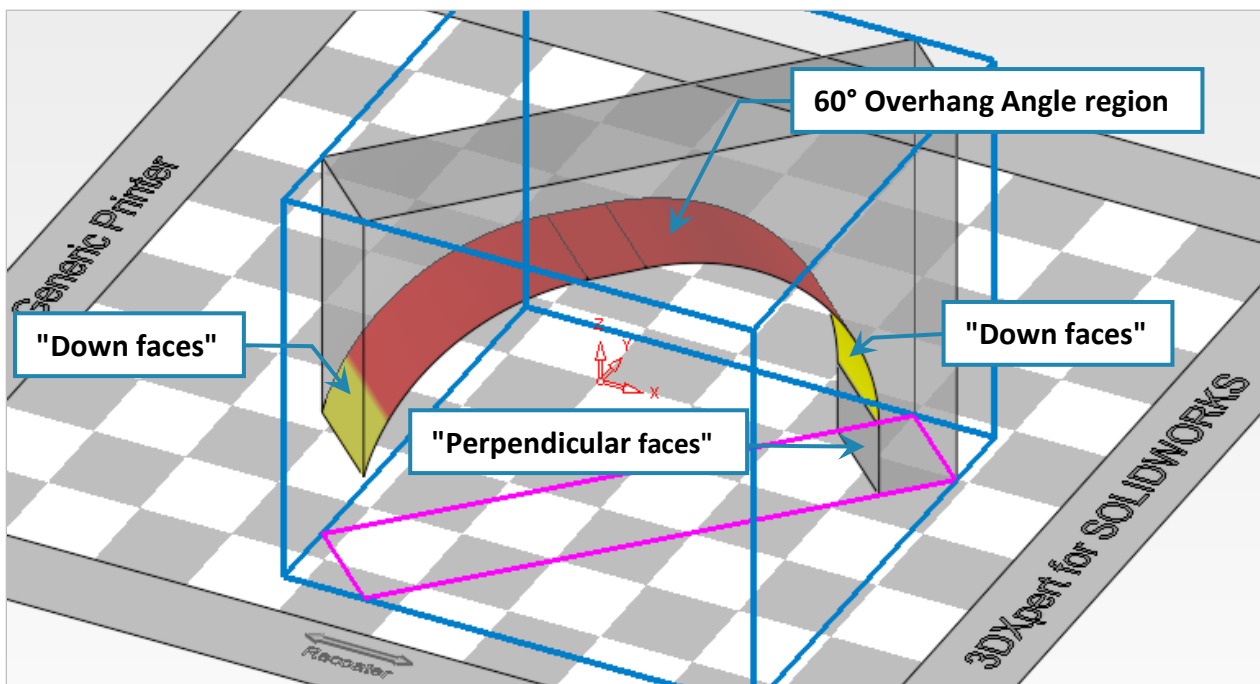 60° Overhang Angle region
Generic Printer
"Down faces"
"Down faces"
Z
Y
X
"Perpendicular faces"
3DXpert for SOLIDWORKS
Recoater